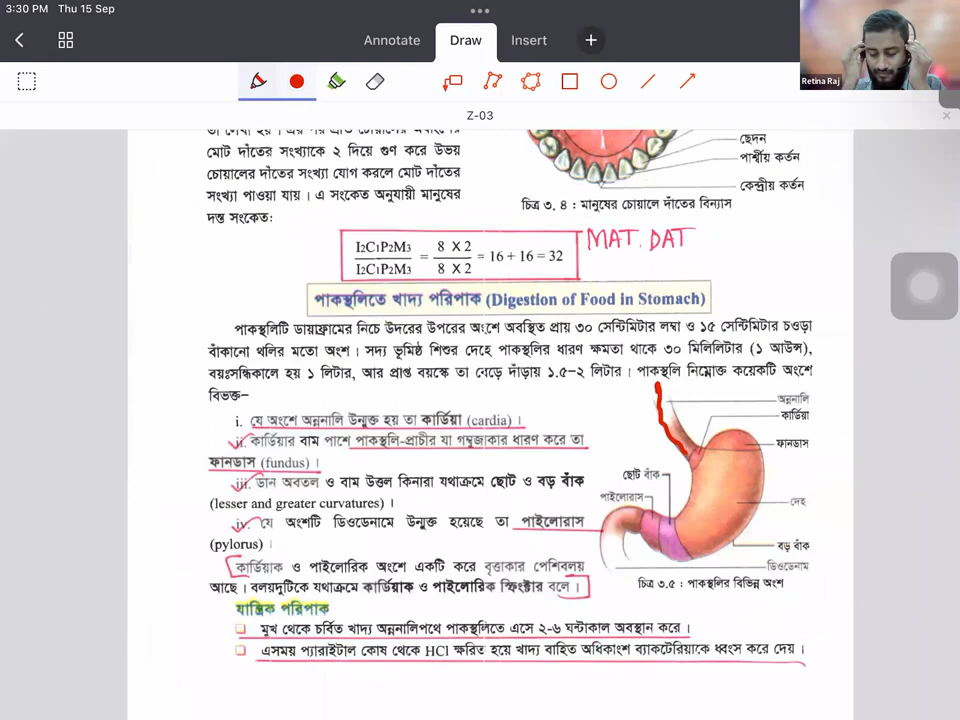 3:30 PM Thu 15 Sep
Annotate Draw Insert
Retina Raj
Z-03
মোট দাঁতের সংখ্যাকে ২ দিয়ে গুণ করে উভয়
চোয়ালের দাঁতের সংখ্যা যোগ করলে মোট দাঁতের
সংখ্যা পাওয়া যায়। এ সংকেত অনুযায়ী মানুষের
দন্ত সংকেত:
ছেদন
পার্শ্বীয় কর্তন
কেন্দ্রীয় কর্তন
চিত্র ৩. ৪ : মানুষের চোয়ালে দাঁতের বিন্যাস
I2C1P2M3 8 X 2
= = 16 + 16 = 32
I2C1P2M3 8 X 2
MAT. DAT
পাকস্থলিতে খাদ্য পরিপাক (Digestion of Food in Stomach)
পাকস্থলিটি ডায়াফ্রামের নিচে উদরের উপরের অংশে অবস্থিত প্রায় ৩০ সেন্টিমিটার লম্বা ও ১৫ সেন্টিমিটার চওড়া
বাঁকানো থলির মতো অংশ। সদ্য ভূমিষ্ঠ শিশুর দেহে পাকস্থলির ধারণ ক্ষমতা থাকে ৩০ মিলিলিটার (১ আউন্স),
বয়ঃসন্ধিকালে হয় ১ লিটার, আর প্রাপ্ত বয়স্কে তা বেড়ে দাঁড়ায় ১.৫-২ লিটার। পাকস্থলি নিম্নোক্ত কয়েকটি অংশে
বিভক্ত-
i. যে অংশে অন্ননালি উন্মুক্ত হয় তা কার্ডিয়া (cardia)।
ii. কার্ডিয়ার বাম পাশে পাকস্থলি-প্রাচীর যা গম্বুজাকার ধারণ করে তা
ফানডাস (fundus)।
iii. ডান অবতল ও বাম উত্তল কিনারা যথাক্রমে ছোট ও বড় বাঁক
(lesser and greater curvatures)।
iv. যে অংশটি ডিওডেনামে উন্মুক্ত হয়েছে তা পাইলোরাস
(pylorus)।
কার্ডিয়াক ও পাইলোরিক অংশে একটি করে বৃত্তাকার পেশিবলয়
আছে। বলয়দুটিকে যথাক্রমে কার্ডিয়াক ও পাইলোরিক স্ফিংক্টার বলে।
অন্ননালি
কার্ডিয়া
ফানডাস
ছোট বাঁক
পাইলোরাস
দেহ
বড় বাঁক
ডিওডেনাম
চিত্র ৩.৫ : পাকস্থলির বিভিন্ন অংশ
যান্ত্রিক পরিপাক
মুখ থেকে চর্বিত খাদ্য অন্ননালিপথে পাকস্থলিতে এসে ২-৬ ঘন্টাকাল অবস্থান করে।
এসময় প্যারাইটাল কোষ থেকে HCl ক্ষরিত হয়ে খাদ্য বাহিত অধিকাংশ ব্যাকটেরিয়াকে ধ্বংস করে দেয়।